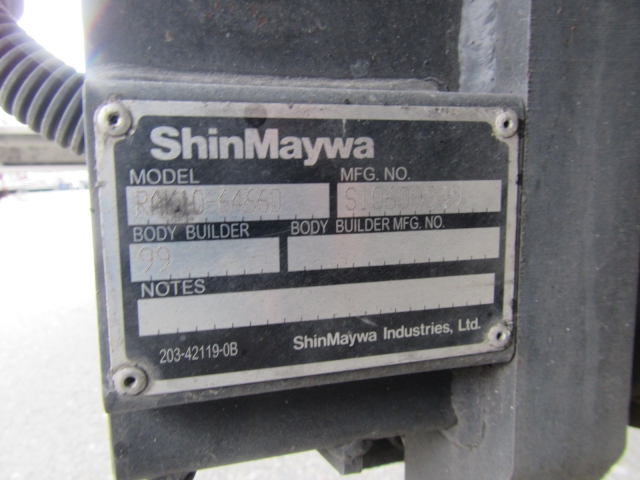 ShinMaywa
MODEL MFG. NO.
BODY BUILDER BODY BUILDER MFG. NO.
99
NOTES
203-42119-0B ShinMaywa Industries, Ltd.